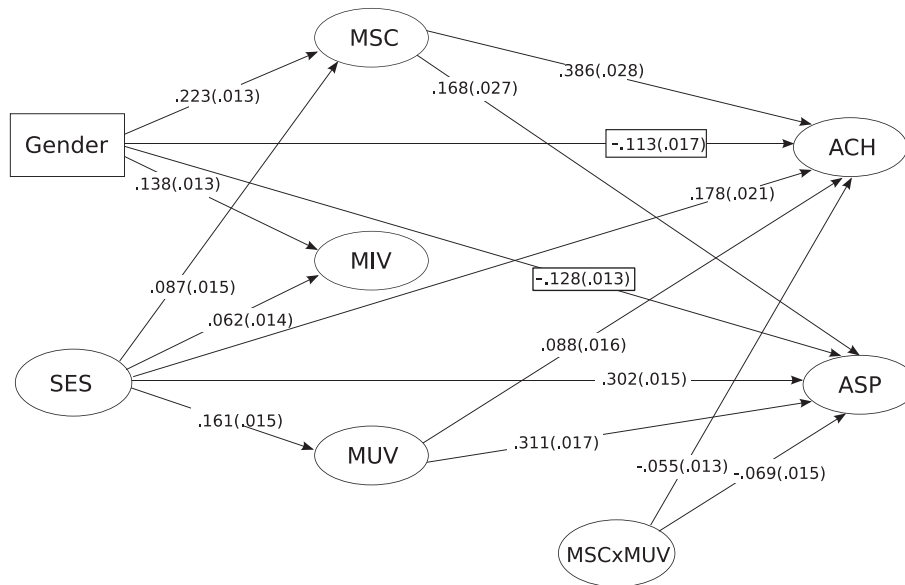 MSC
.386(.028)
.223(.013)
.168(.027)
Gender
-.113(.017)
ACH
.138(.013)
.178(.021)
MIV
.087(.015)
-.128(.013)
.062(.014)
.088(.016)
SES
.302(.015)
ASP
.161(.015)
MUV
.311(.017)
-.055(.013)
-.069(.015)
MSCxMUV